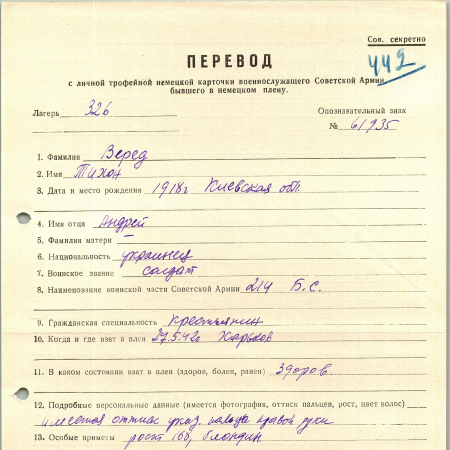 Сов. секретно
442
ПЕРЕВОД
с личной трофейной немецкой карточки военнослужащего Советской Армии,
бывшего в немецком плену.
Лагерь 326 Опознавательный знак
№ 61935
1. Фамилия Веред
2. Имя Тихон
3. Дата и место рождения 1918г Киевская обл.
4. Имя отца Андрей
5. Фамилия матери —
6. Национальность украинец
7. Воинское звание солдат
8. Наименование воинской части Советской Армии 214 Б.С.
9. Гражданская специальность крестьянин
10. Когда и где взят в плен 27.5.42г Харьков
11. В каком состоянии взят в плен (здоров, болен, ранен) здоров
12. Подробные персональные данные (имеется фотография, оттиск пальцев, рост, цвет волос)
имеется оттиск указ. пальца правой руки
13. Особые приметы рост 160, блондин